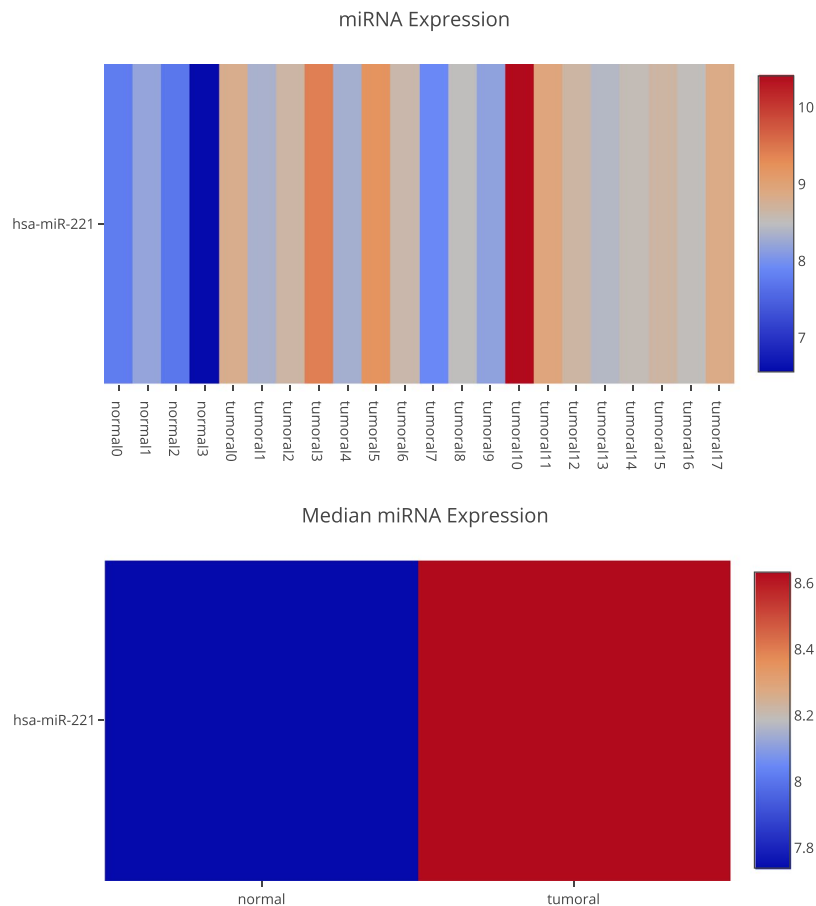 miRNA Expression
hsa-miR-221
10
9
8
7
normal0
normal1
normal2
normal3
tumoral0
tumoral1
tumoral2
tumoral3
tumoral4
tumoral5
tumoral6
tumoral7
tumoral8
tumoral9
tumoral10
tumoral11
tumoral12
tumoral13
tumoral14
tumoral15
tumoral16
tumoral17
Median miRNA Expression
hsa-miR-221
8.6
8.4
8.2
8
7.8
normal
tumoral